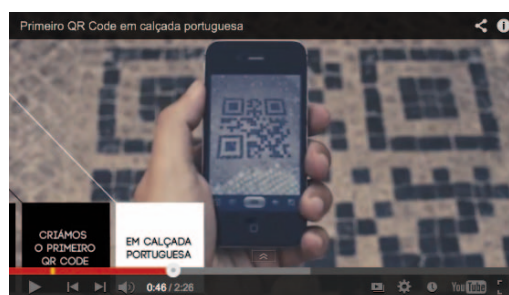 Primeiro QR Code em calçada portuguesa
CRIÁMOS
O PRIMEIRO
QR CODE
EM CALÇADA
PORTUGUESA
0:46 / 2:26
YouTube